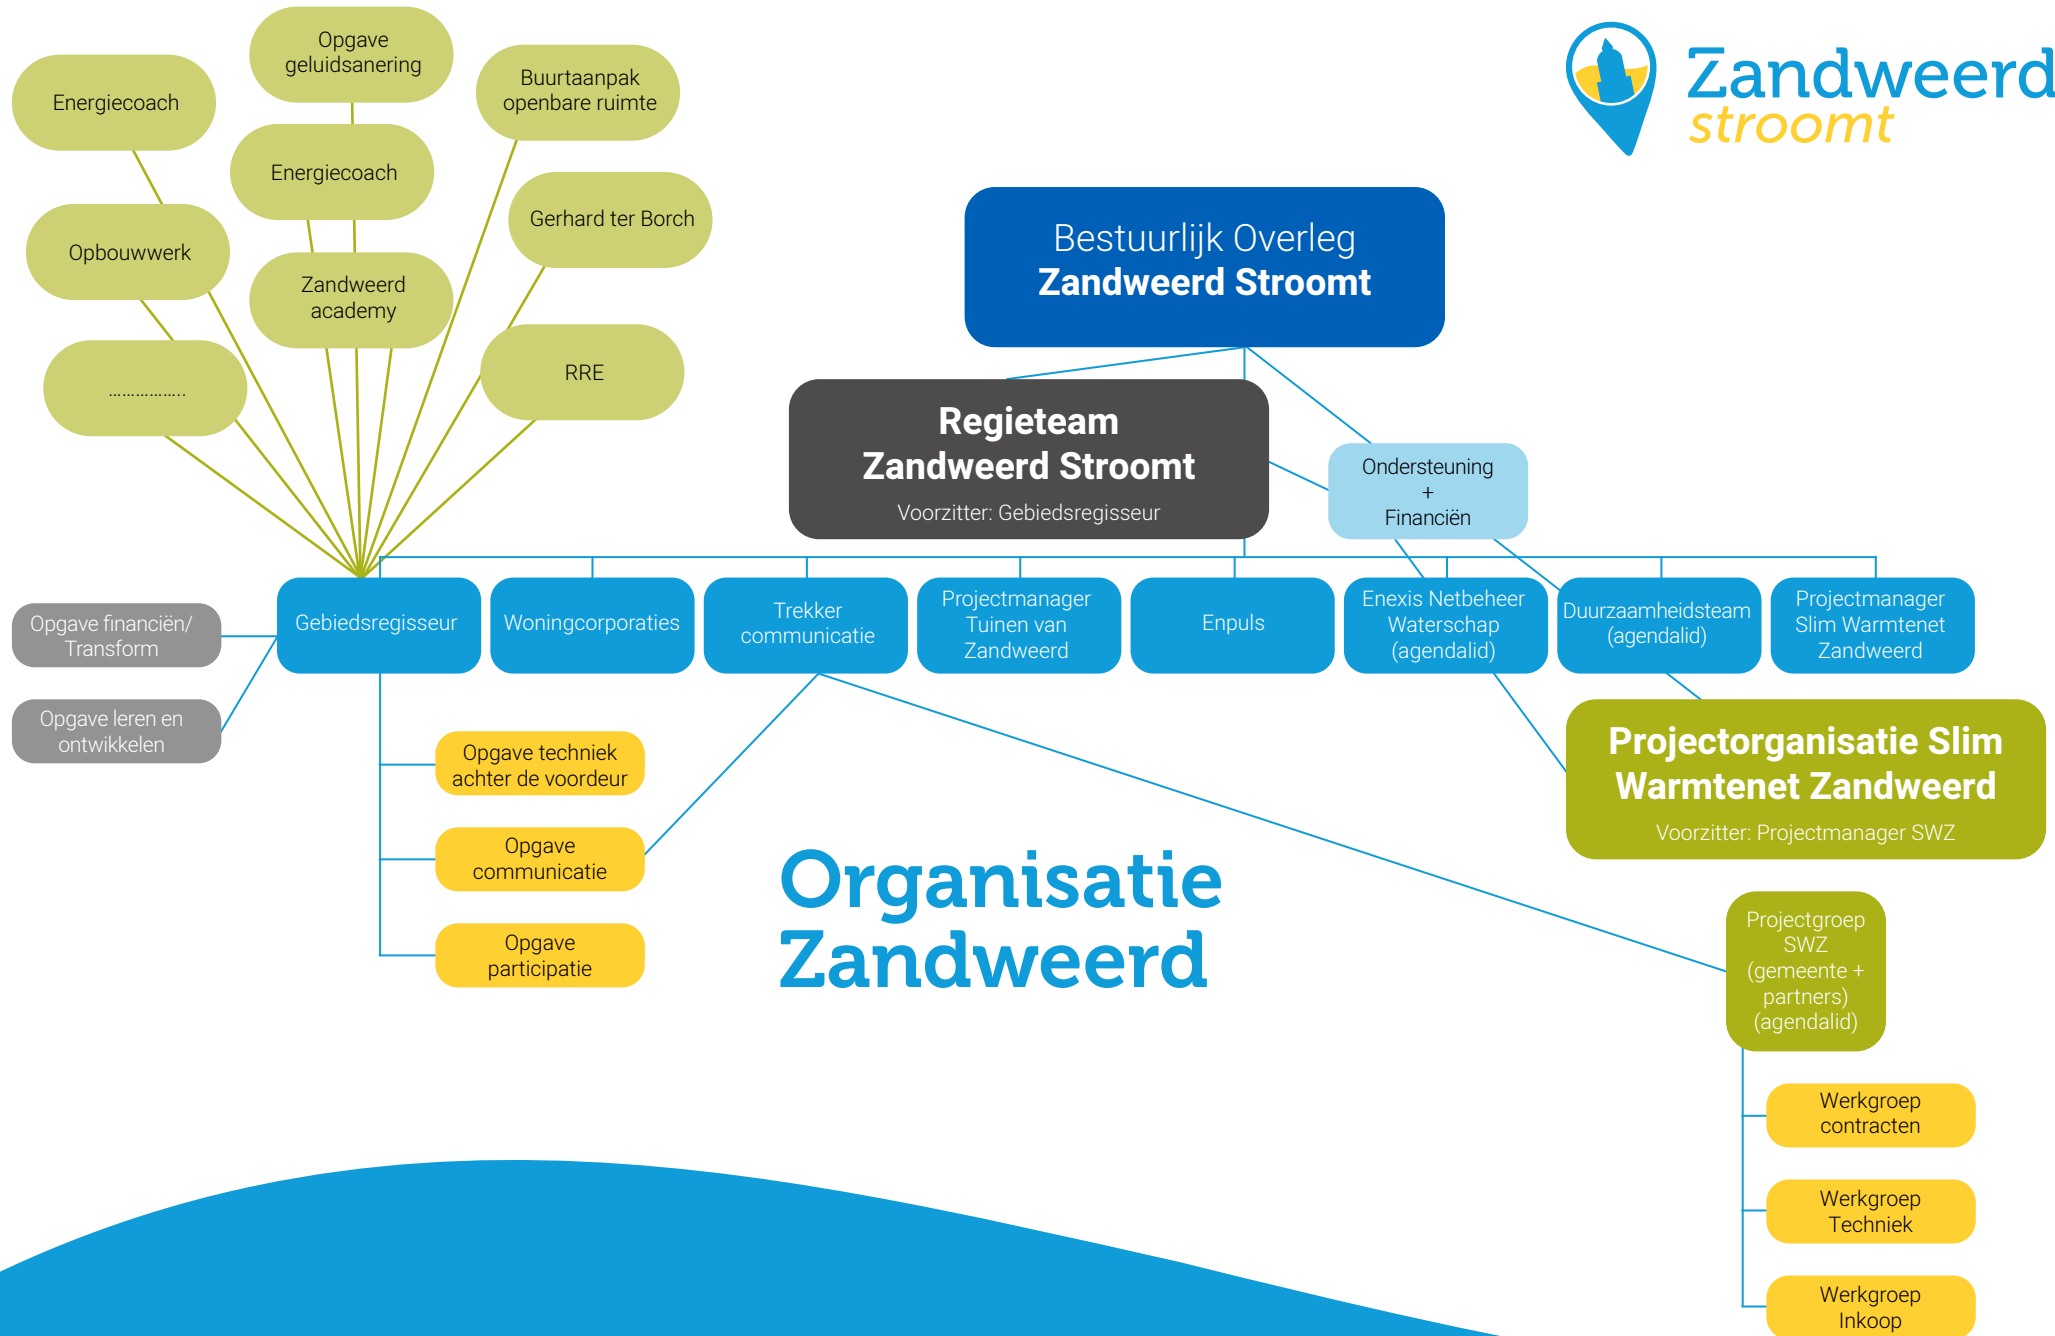 Zandweerd
stroomt
Opgave
geluidsanering
Energiecoach
Buurtaanpak
openbare ruimte
Energiecoach
Gerhard ter Borch
Opbouwwerk
Zandweerd
academy
RRE
................
Bestuurlijk Overleg
Zandweerd Stroomt
Regieteam
Zandweerd Stroomt
Voorzitter: Gebiedsregisseur
Ondersteuning
+
Financiën
Gebiedsregisseur
Woningcorporaties
Trekker
communicatie
Projectmanager
Tuinen van
Zandweerd
Enpuls
Enexis Netbeheer
Waterschap
(agendalid)
Duurzaamheidsteam
(agendalid)
Projectmanager
Slim Warmtenet
Zandweerd
Opgave financiën/
Transform
Opgave leren en
ontwikkelen
Opgave techniek
achter de voordeur
Opgave
communicatie
Opgave
participatie
Projectorganisatie Slim
Warmtenet Zandweerd
Voorzitter: Projectmanager SWZ
Organisatie
Zandweerd
Projectgroep
SWZ
(gemeente +
partners)
(agendalid)
Werkgroep
contracten
Werkgroep
Techniek
Werkgroep
Inkoop